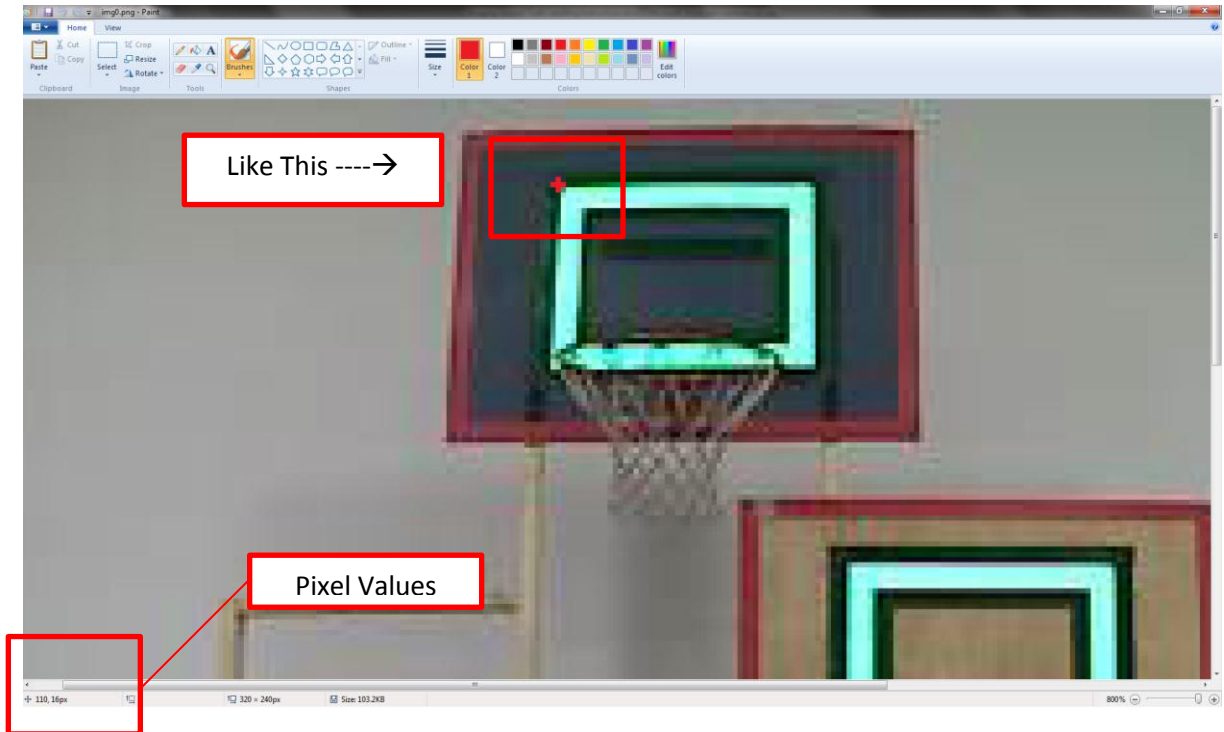 img0.png - Paint
Home View
Paste
Cut
Copy
Clipboard
Select
Crop
Resize
Rotate
Image
A
Tools
Brushes
Outline
Fill
Shapes
Size
Color 1
Color 2
Edit colors
Colors
Like This ----→
Pixel Values
110, 16px
320 × 240px
Size: 103.2KB
800%